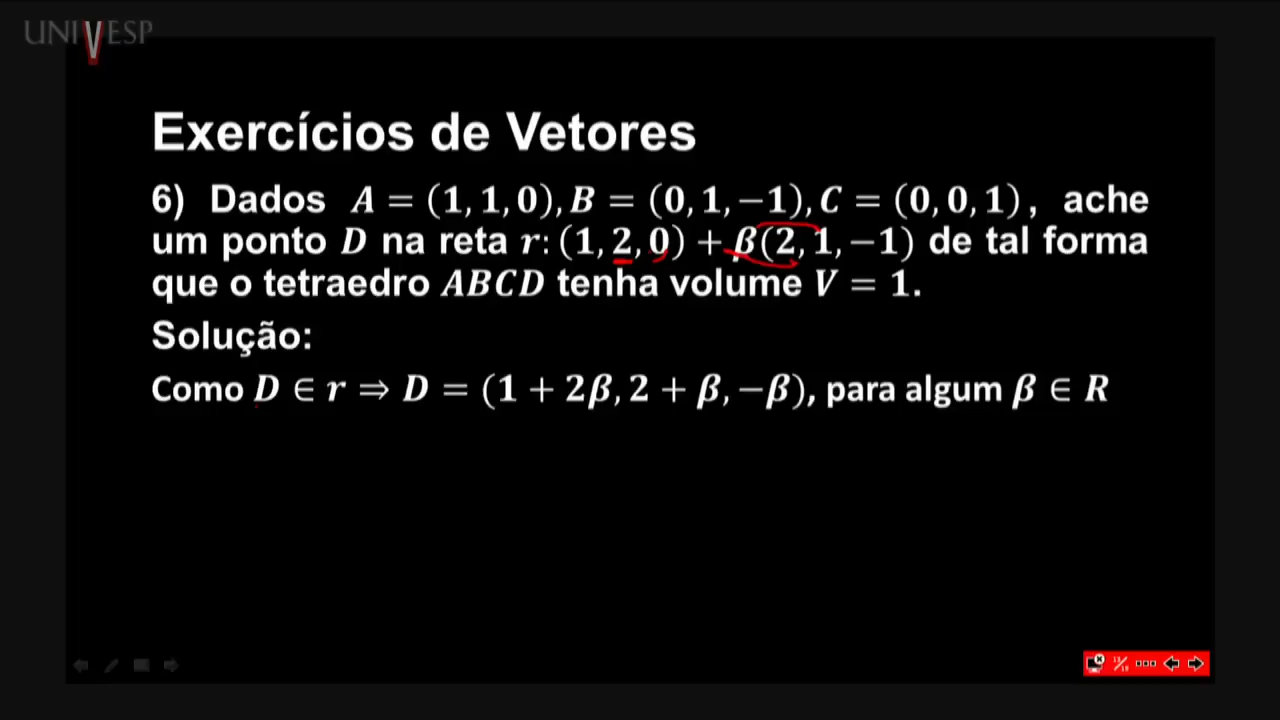 UNIVESP
Exercícios de Vetores
6) Dados A = (1, 1, 0), B = (0, 1, −1), C = (0, 0, 1), ache
um ponto D na reta r: (1, 2, 0) + β(2, 1, −1) de tal forma
que o tetraedro ABCD tenha volume V = 1.
Solução:
Como D ∈ r ⇒ D = (1 + 2β, 2 + β, −β), para algum β ∈ R
13/19